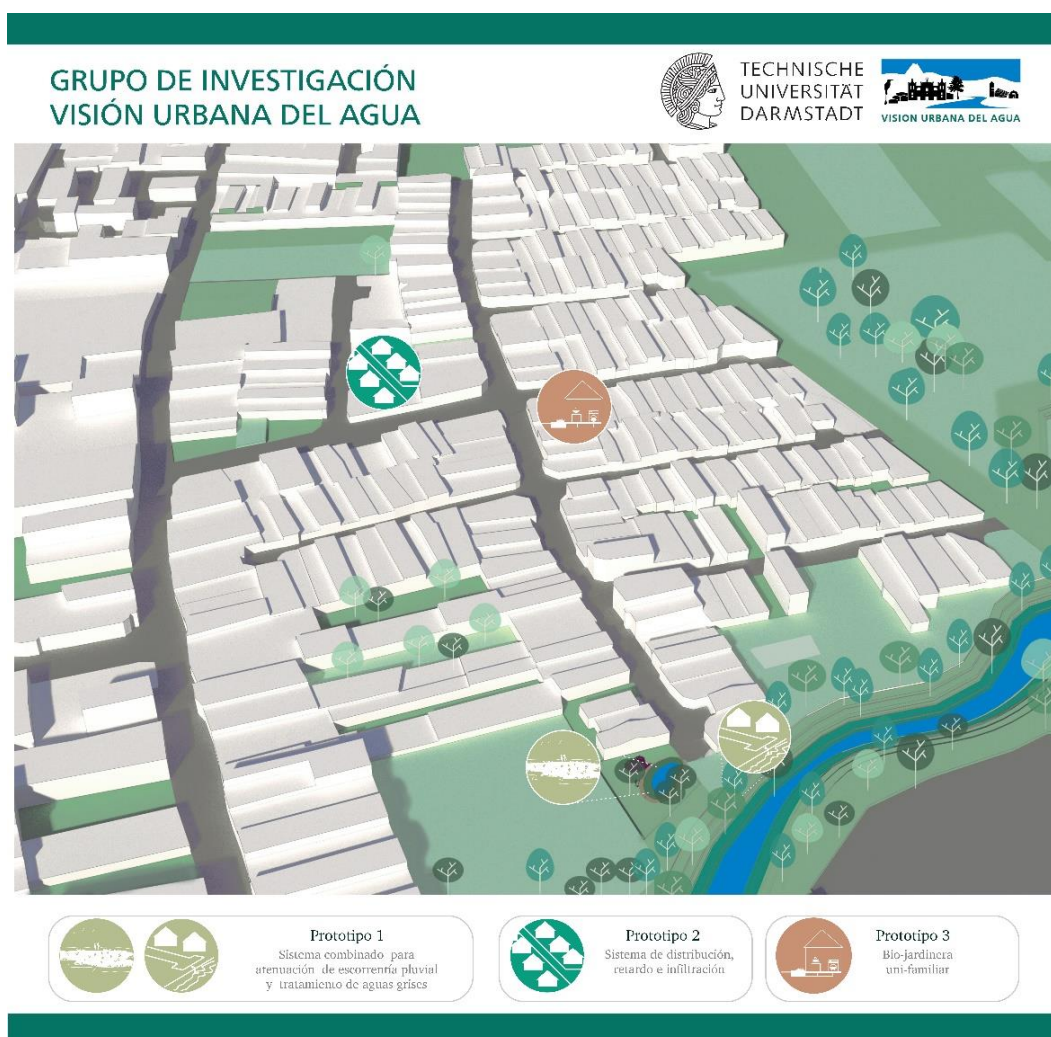 GRUPO DE INVESTIGACIÓN
VISIÓN URBANA DEL AGUA
TECHNISCHE
UNIVERSITÄT
DARMSTADT
VISION URBANA DEL AGUA
Prototipo 1
Sistema combinado para
atenuación de escorrentía pluvial
y tratamiento de aguas grises
Prototipo 2
Sistema de distribución,
retardo e infiltración
Prototipo 3
Bio-jardinera
uni-familiar